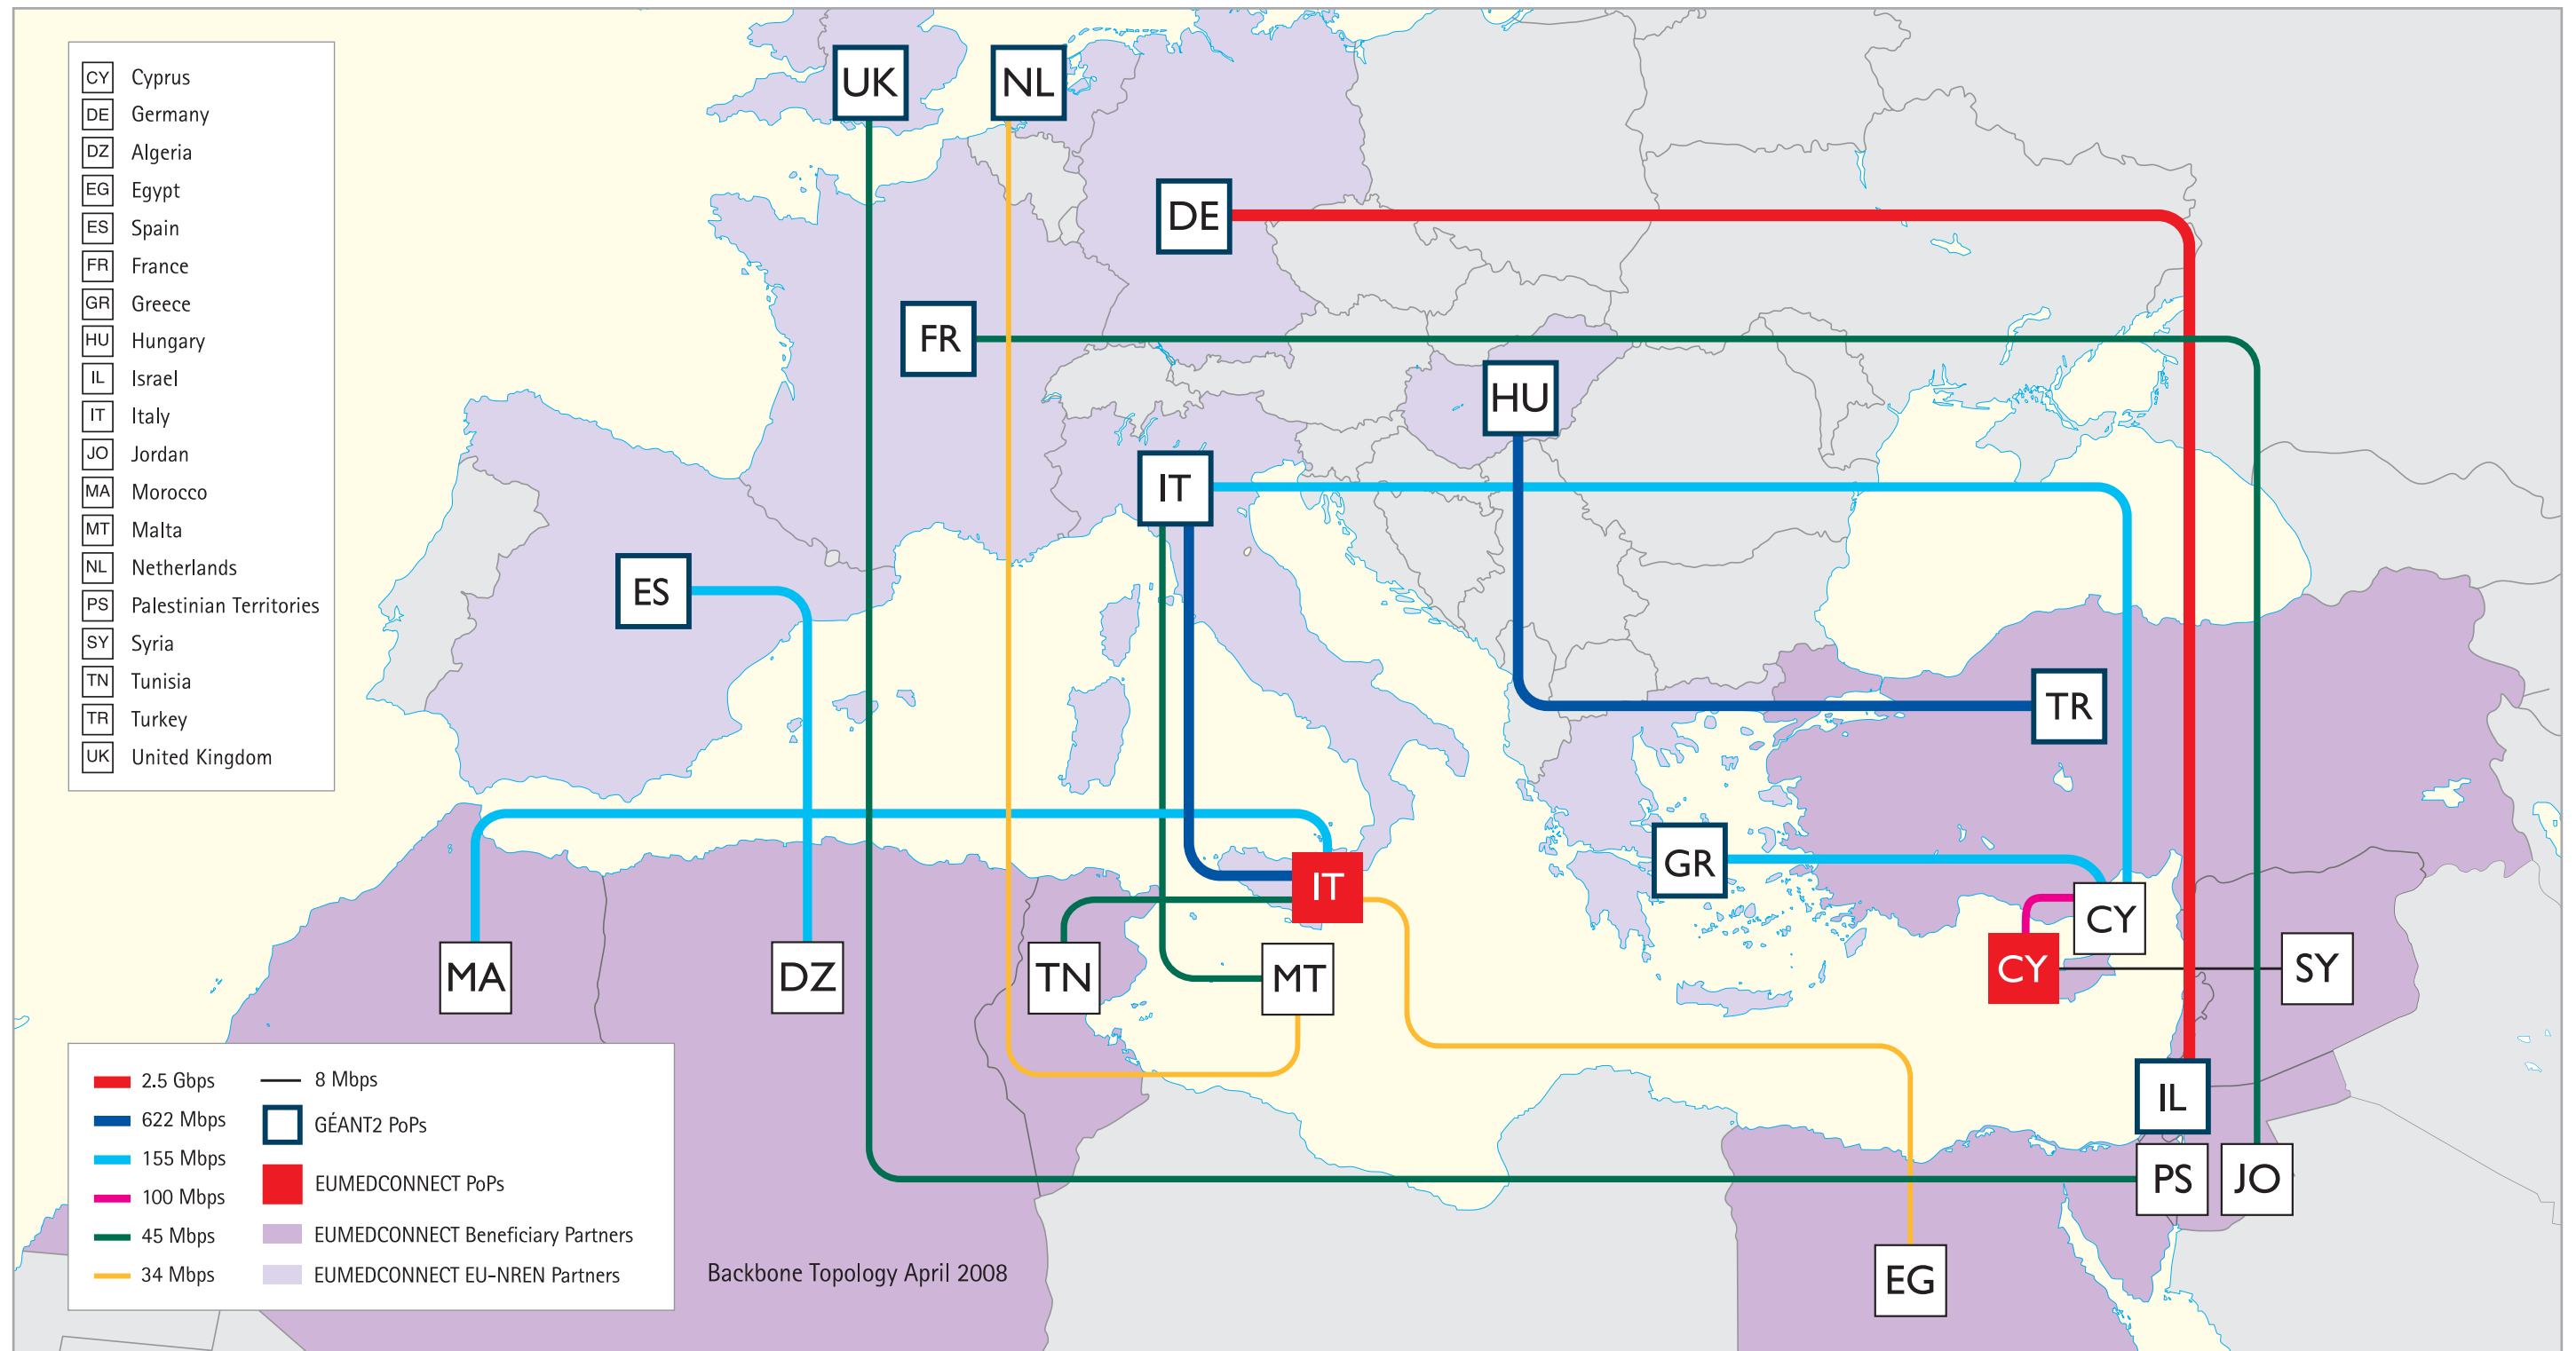 CY Cyprus
DE Germany
DZ Algeria
EG Egypt
ES Spain
FR France
GR Greece
HU Hungary
IL Israel
IT Italy
JO Jordan
MA Morocco
MT Malta
NL Netherlands
PS Palestinian Territories
SY Syria
TN Tunisia
TR Turkey
UK United Kingdom
UK
NL
DE
FR
HU
IT
ES
TR
GR
IT
CY
CY
SY
MA
DZ
TN
MT
IL
PS
JO
EG
2.5 Gbps
622 Mbps
155 Mbps
100 Mbps
45 Mbps
34 Mbps
8 Mbps
GÉANT2 PoPs
EUMEDCONNECT PoPs
EUMEDCONNECT Beneficiary Partners
EUMEDCONNECT EU-NREN Partners
Backbone Topology April 2008